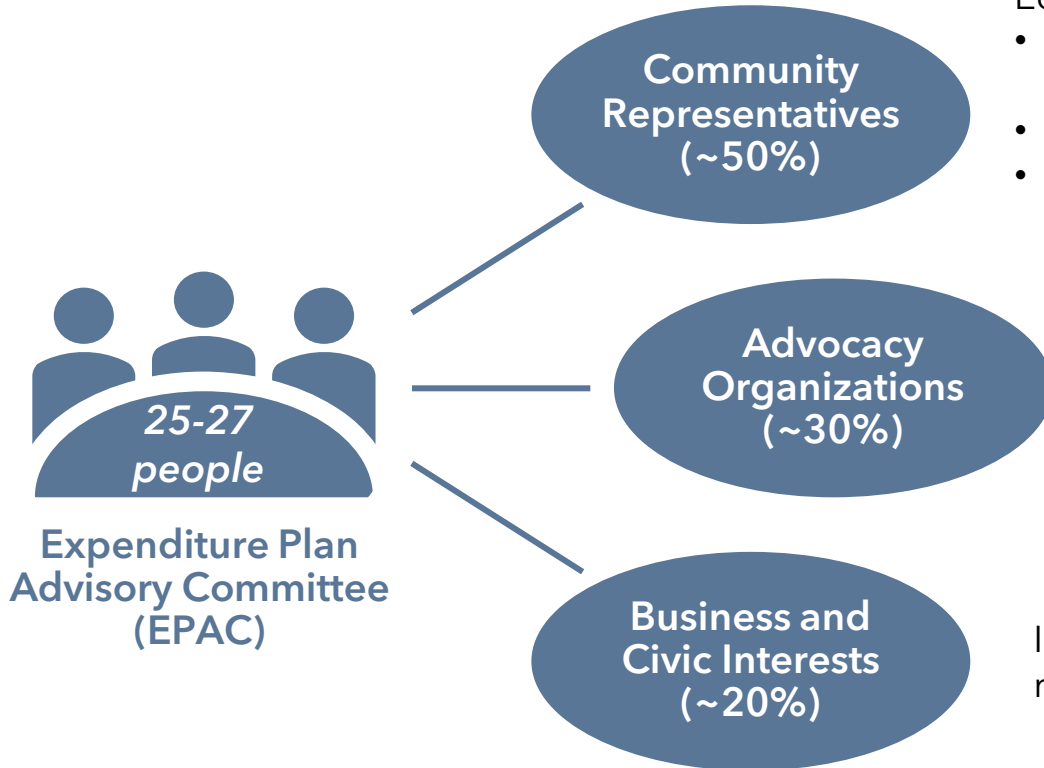 Community
Representatives
(~50%)
•
•
•
25-27
people
Expenditure Plan
Advisory Committee
(EPAC)
Advocacy
Organizations
(~30%)
Business and
Civic Interests
(~20%)